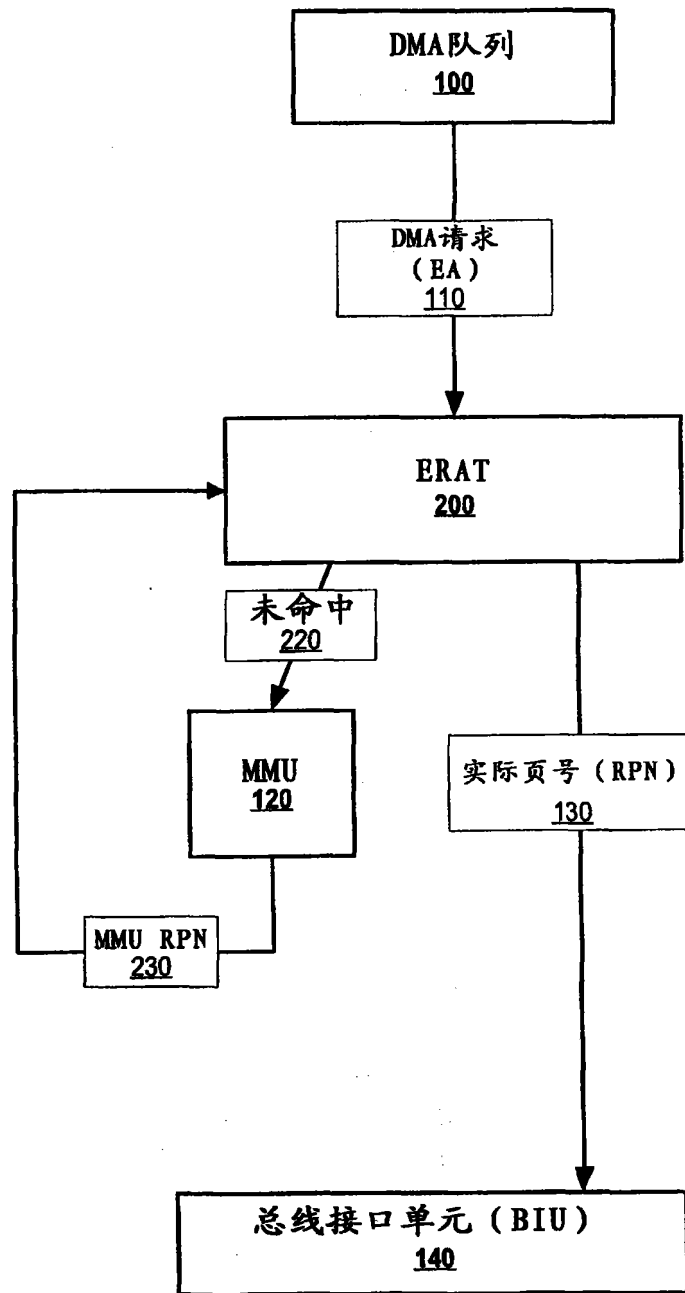 DMA队列
100
DMA请求
(EA)
110
ERAT
200
未命中
220
MMU
120
实际页号(RPN)
130
MMU RPN
230
总线接口单元(BIU)
140